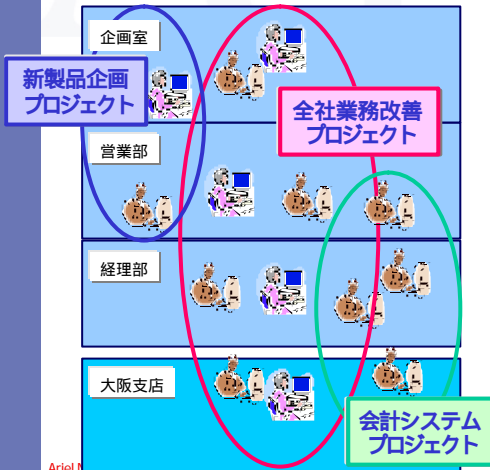 企画室
新製品企画
プロジェクト
全社業務改善
プロジェクト
営業部
経理部
大阪支店
会計システム
プロジェクト
Ariel